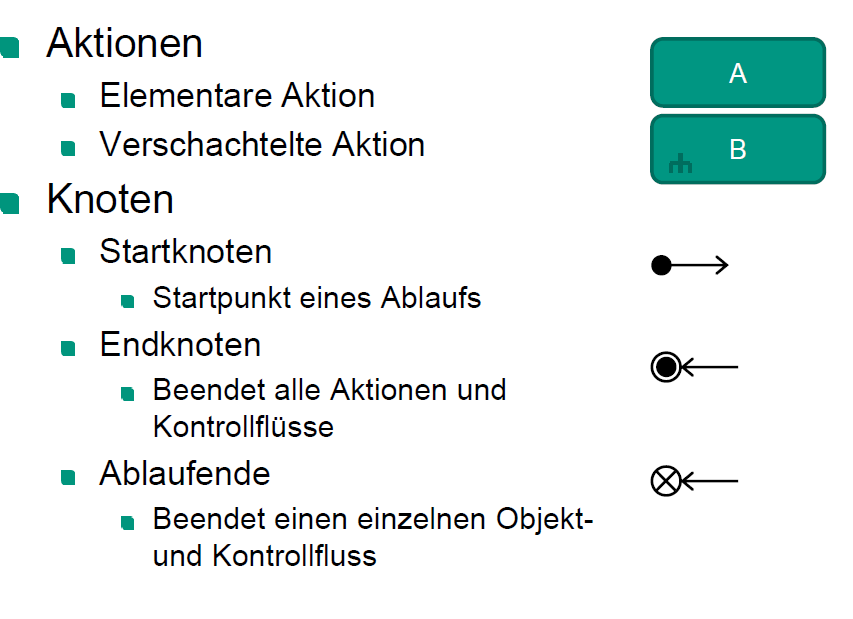 Aktionen
A
Elementare Aktion
Verschachtelte Aktion
B
Knoten
Startknoten
Startpunkt eines Ablaufs
Endknoten
Beendet alle Aktionen und
Kontrollflüsse
Ablaufende
Beendet einen einzelnen Objekt-
und Kontrollfluss